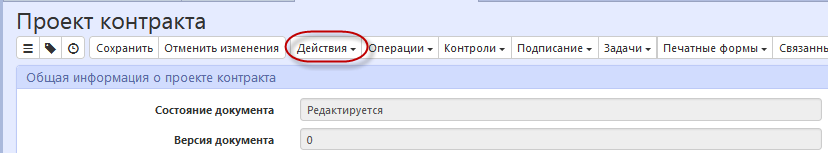 Проект контракта
Сохранить Отменить изменения Действия Операции Контроли Подписание Задачи Печатные формы Связанны
Общая информация о проекте контракта
Состояние документа Редактируется
Версия документа 0